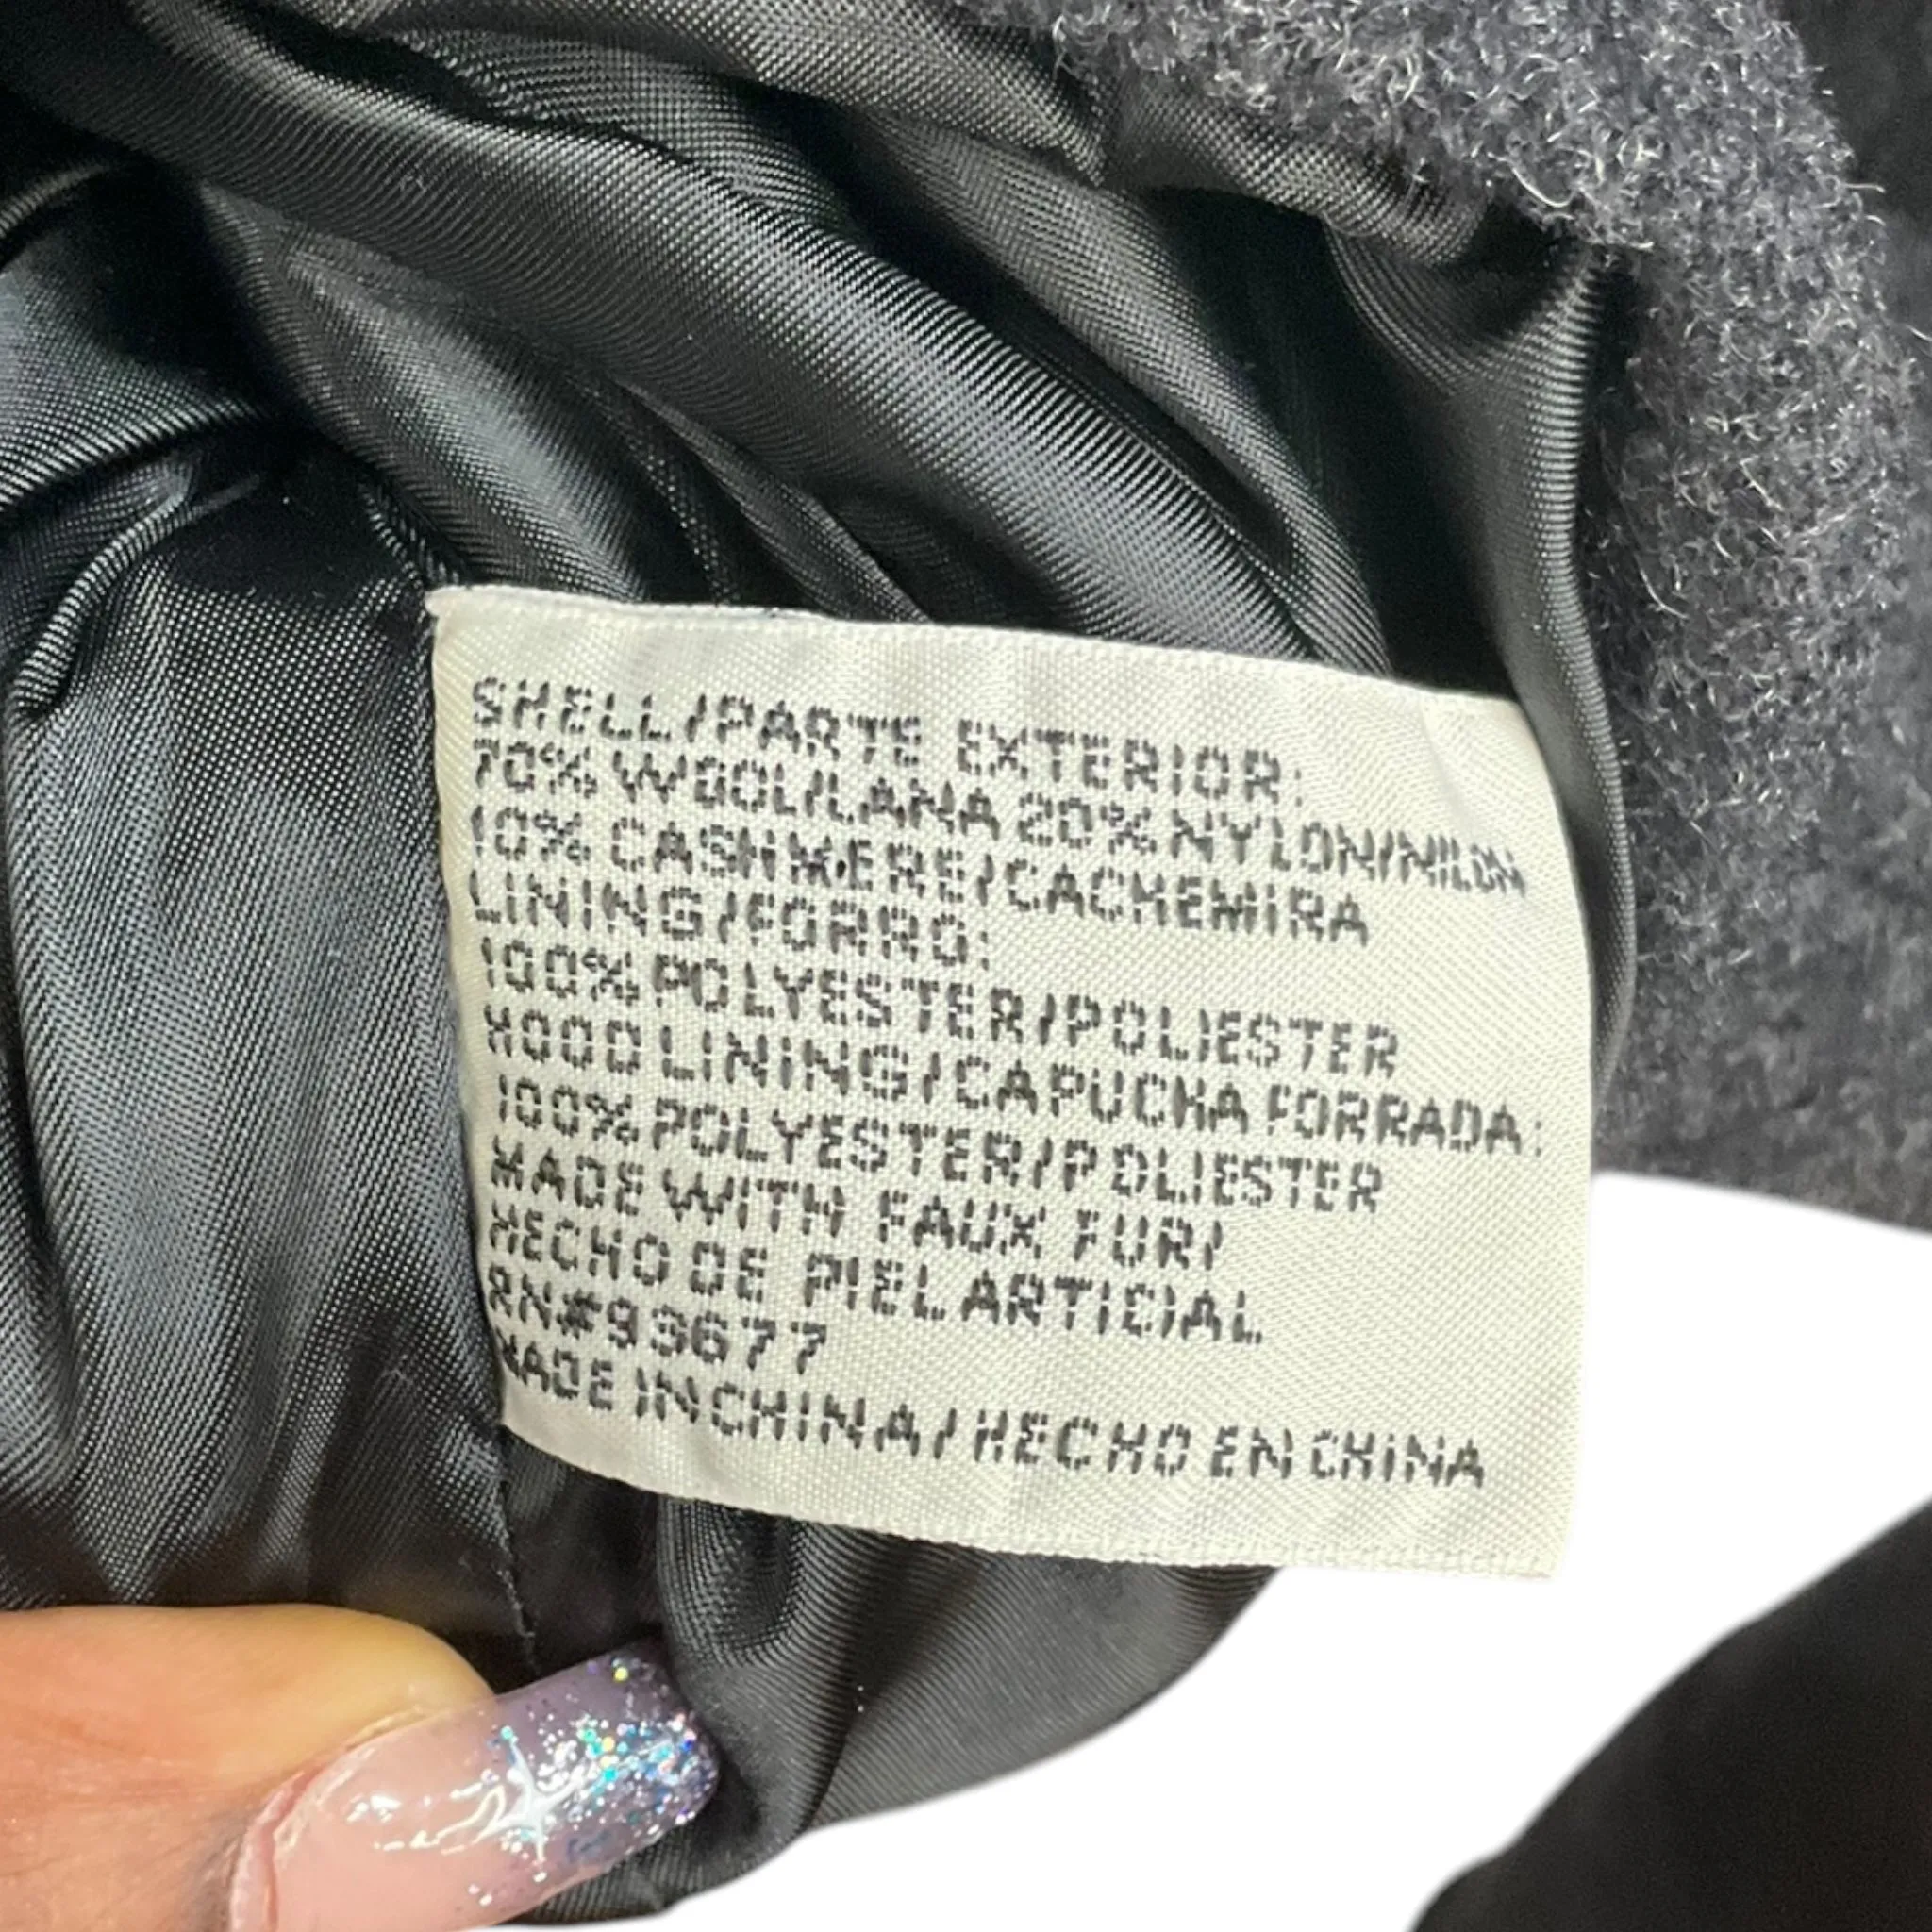 SHELL/PARTE EXTERIOR:
70% WOOL/LANA 20% NYLON/NILON
10% CASHMERE/CACHEMIRA
LINING/FORRO:
100% POLYESTER/POLIESTER
HOOD LINING/CAPUCHA FORRADA:
100% POLYESTER/POLIESTER
MADE WITH FAUX FUR/
HECHO DE PIEL ARTICIAL
RN#93677
MADE IN CHINA/HECHO EN CHINA